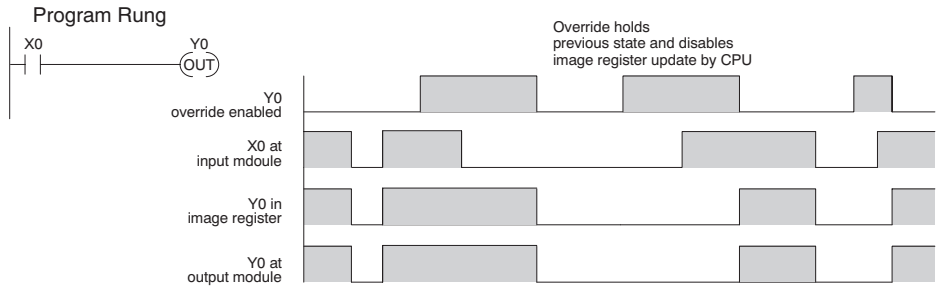 Program Rung
X0
Y0
OUT
Override holds
previous state and disables
image register update by CPU
Y0
override enabled
X0 at
input mdoule
Y0 in
image register
Y0 at
output module